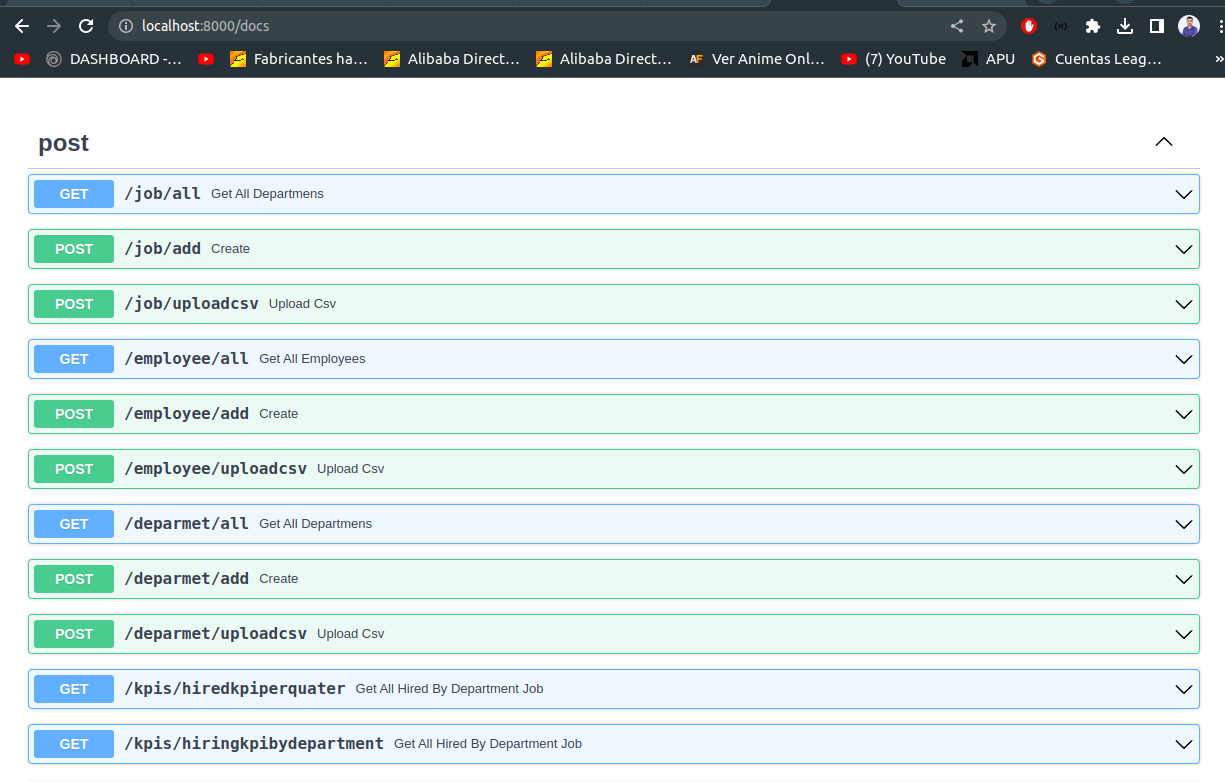 localhost:8000/docs
DASHBOARD -... Fabricantes ha... Alibaba Direct... Alibaba Direct... AF Ver Anime Onl... (7) YouTube APU Cuentas Leag... »
post
GET /job/all Get All Departmens
POST /job/add Create
POST /job/uploadcsv Upload Csv
GET /employee/all Get All Employees
POST /employee/add Create
POST /employee/uploadcsv Upload Csv
GET /deparmet/all Get All Departmens
POST /deparmet/add Create
POST /deparmet/uploadcsv Upload Csv
GET /kpis/hiredkpiperquater Get All Hired By Department Job
GET /kpis/hiringkpibydepartment Get All Hired By Department Job